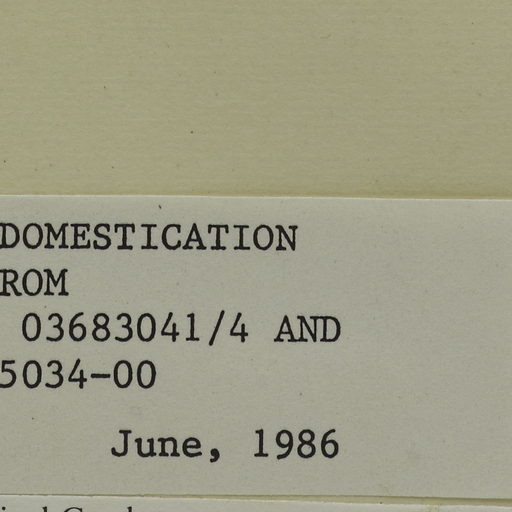 DOMESTICATION
ROM
03683041/4 AND
5034-00
June, 1986